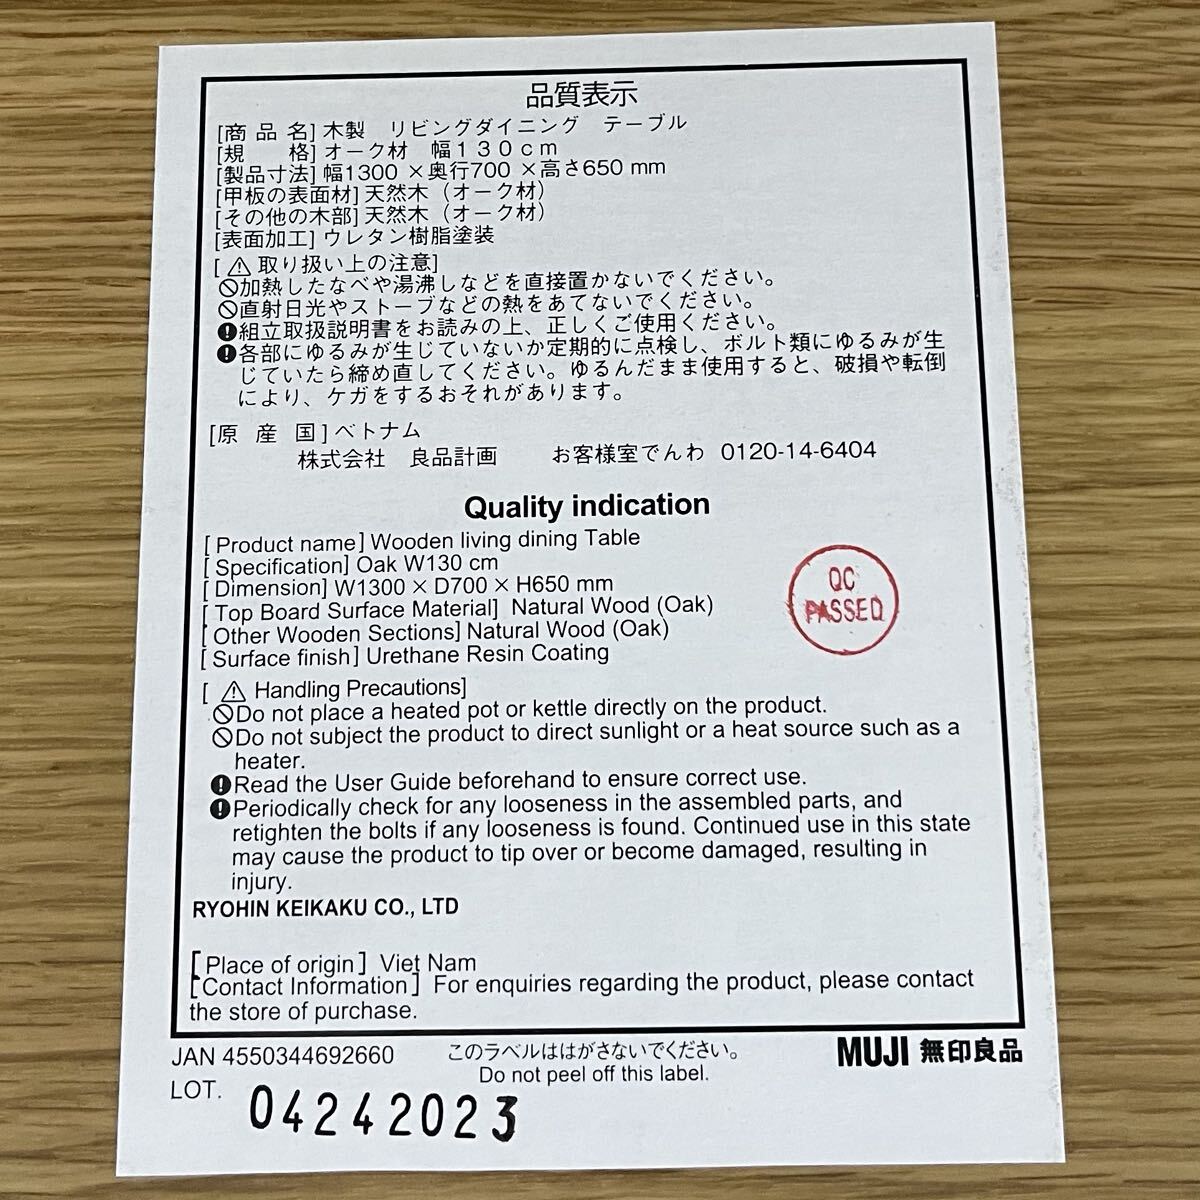 品質表示
[商 品 名] 木製　リビングダイニング　テーブル
[規　　格] オーク材　幅１３０ｃｍ
[製品寸法] 幅1300 ×奥行700 ×高さ650 mm
[甲板の表面材] 天然木（オーク材）
[その他の木部] 天然木（オーク材）
[表面加工] ウレタン樹脂塗装
[ ⚠ 取り扱い上の注意]
🚫加熱したなべや湯沸しなどを直接置かないでください。
🚫直射日光やストーブなどの熱をあてないでください。
❗組立取扱説明書をお読みの上、正しくご使用ください。
❗各部にゆるみが生じていないか定期的に点検し、ボルト類にゆるみが生
じていたら締め直してください。ゆるんだまま使用すると、破損や転倒
により、ケガをするおそれがあります。
[原 産 国] ベトナム
株式会社　良品計画　　お客様室でんわ 0120-14-6404
Quality indication
[ Product name] Wooden living dining Table
[ Specification] Oak W130 cm
[ Dimension] W1300 × D700 × H650 mm
[ Top Board Surface Material] Natural Wood (Oak)
[ Other Wooden Sections] Natural Wood (Oak)
[ Surface finish] Urethane Resin Coating
QC
PASSED
[ ⚠ Handling Precautions]
🚫Do not place a heated pot or kettle directly on the product.
🚫Do not subject the product to direct sunlight or a heat source such as a
heater.
❗Read the User Guide beforehand to ensure correct use.
❗Periodically check for any looseness in the assembled parts, and
retighten the bolts if any looseness is found. Continued use in this state
may cause the product to tip over or become damaged, resulting in
injury.
RYOHIN KEIKAKU CO., LTD
[ Place of origin] Viet Nam
[ Contact Information] For enquiries regarding the product, please contact
the store of purchase.
JAN 4550344692660
このラベルははがさないでください。
Do not peel off this label.
MUJI 無印良品
LOT. 04242023